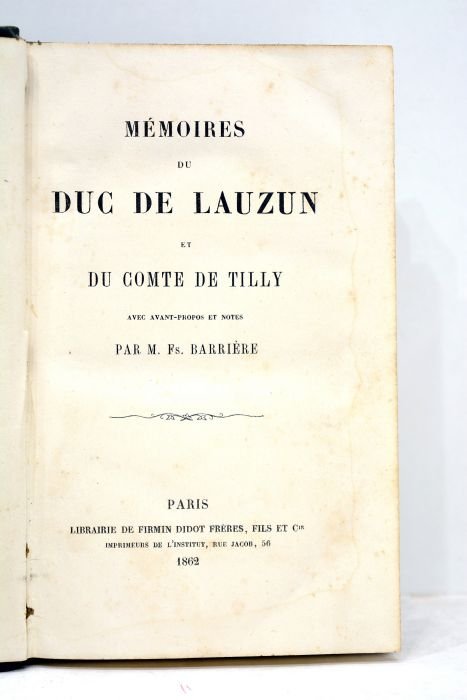 MÉMOIRES
DU
DUC DE LAUZUN
ET
DU COMTE DE TILLY
AVEC AVANT-PROPOS ET NOTES
PAR M. Fs. BARRIÈRE
PARIS
LIBRAIRIE DE FIRMIN DIDOT FRÈRES, FILS ET Cie
IMPRIMEURS DE L'INSTITUT, RUE JACOB, 56
1862